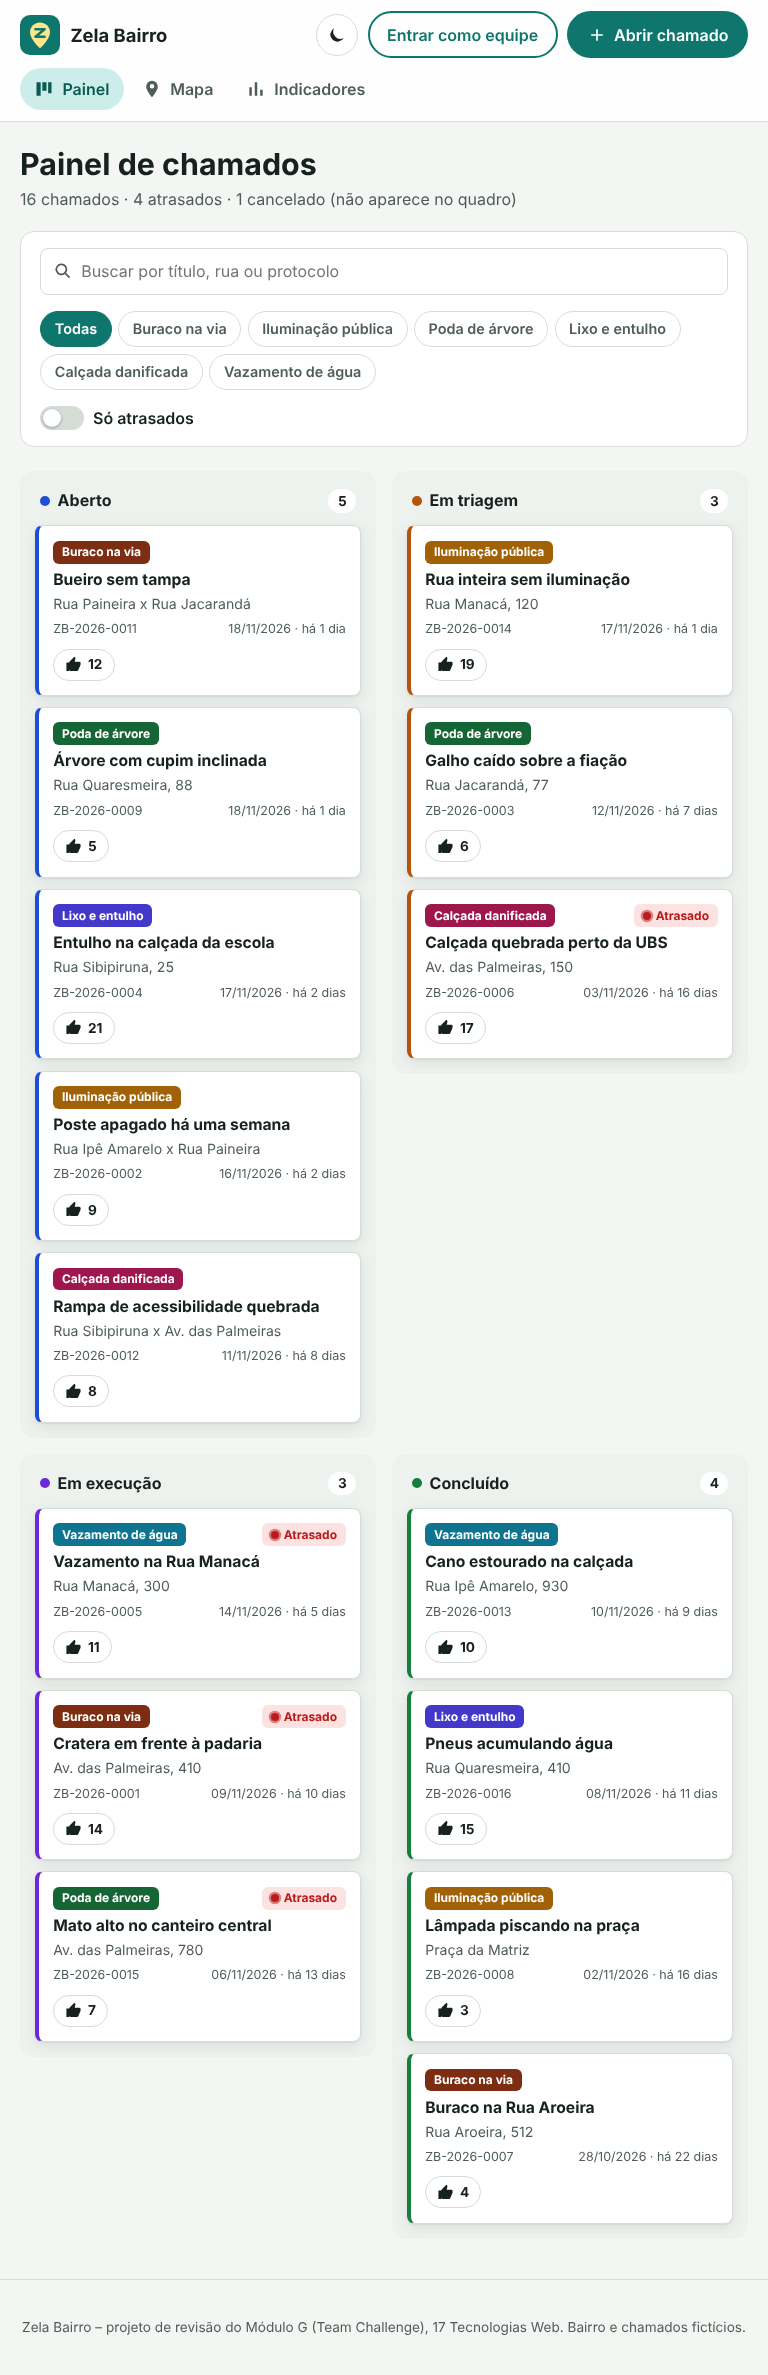 Zela Bairro
Entrar como equipe
Abrir chamado
Painel
Mapa
Indicadores
Painel de chamados
16 chamados · 4 atrasados · 1 cancelado (não aparece no quadro)
Buscar por título, rua ou protocolo
Todas
Buraco na via
Iluminação pública
Poda de árvore
Lixo e entulho
Calçada danificada
Vazamento de água
Só atrasados
Aberto
5
Buraco na via
Bueiro sem tampa
Rua Paineira x Rua Jacarandá
ZB-2026-0011 18/11/2026 · há 1 dia
12
Poda de árvore
Árvore com cupim inclinada
Rua Quaresmeira, 88
ZB-2026-0009 18/11/2026 · há 1 dia
5
Lixo e entulho
Entulho na calçada da escola
Rua Sibipiruna, 25
ZB-2026-0004 17/11/2026 · há 2 dias
21
Iluminação pública
Poste apagado há uma semana
Rua Ipê Amarelo x Rua Paineira
ZB-2026-0002 16/11/2026 · há 2 dias
9
Calçada danificada
Rampa de acessibilidade quebrada
Rua Sibipiruna x Av. das Palmeiras
ZB-2026-0012 11/11/2026 · há 8 dias
8
Em triagem
3
Iluminação pública
Rua inteira sem iluminação
Rua Manacá, 120
ZB-2026-0014 17/11/2026 · há 1 dia
19
Poda de árvore
Galho caído sobre a fiação
Rua Jacarandá, 77
ZB-2026-0003 12/11/2026 · há 7 dias
6
Calçada danificada
Atrasado
Calçada quebrada perto da UBS
Av. das Palmeiras, 150
ZB-2026-0006 03/11/2026 · há 16 dias
17
Em execução
3
Vazamento de água
Atrasado
Vazamento na Rua Manacá
Rua Manacá, 300
ZB-2026-0005 14/11/2026 · há 5 dias
11
Buraco na via
Atrasado
Cratera em frente à padaria
Av. das Palmeiras, 410
ZB-2026-0001 09/11/2026 · há 10 dias
14
Poda de árvore
Atrasado
Mato alto no canteiro central
Av. das Palmeiras, 780
ZB-2026-0015 06/11/2026 · há 13 dias
7
Concluído
4
Vazamento de água
Cano estourado na calçada
Rua Ipê Amarelo, 930
ZB-2026-0013 10/11/2026 · há 9 dias
10
Lixo e entulho
Pneus acumulando água
Rua Quaresmeira, 410
ZB-2026-0016 08/11/2026 · há 11 dias
15
Iluminação pública
Lâmpada piscando na praça
Praça da Matriz
ZB-2026-0008 02/11/2026 · há 16 dias
3
Buraco na via
Buraco na Rua Aroeira
Rua Aroeira, 512
ZB-2026-0007 28/10/2026 · há 22 dias
4
Zela Bairro – projeto de revisão do Módulo G (Team Challenge), 17 Tecnologias Web. Bairro e chamados fictícios.